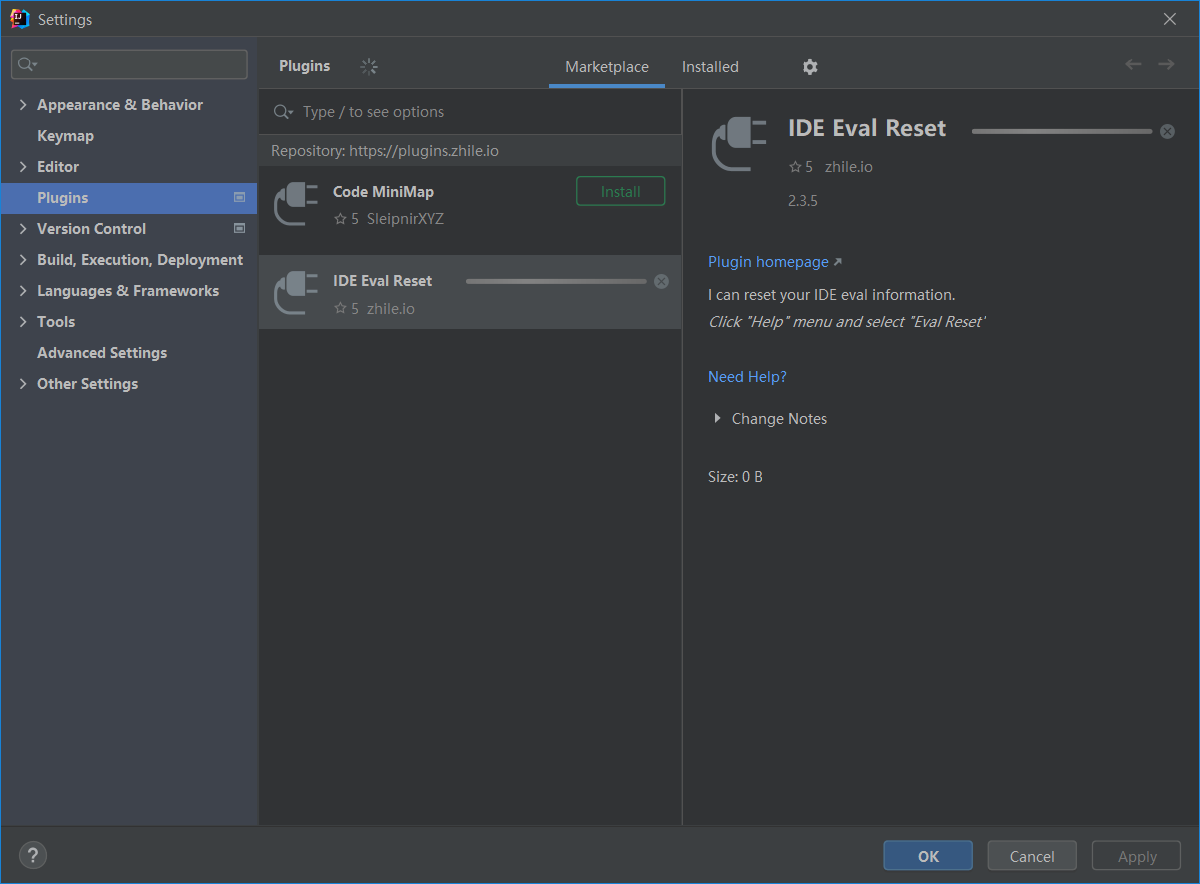 Settings
Appearance & Behavior
Keymap
Editor
Plugins
Version Control
Build, Execution, Deployment
Languages & Frameworks
Tools
Advanced Settings
Other Settings
Plugins
Marketplace
Installed
Type / to see options
Repository: https://plugins.zhile.io
Code MiniMap
Install
5 SleipnirXYZ
IDE Eval Reset
5 zhile.io
IDE Eval Reset
5 zhile.io
2.3.5
Plugin homepage
I can reset your IDE eval information.
Click "Help" menu and select "Eval Reset"
Need Help?
Change Notes
Size: 0 B
?
OK
Cancel
Apply